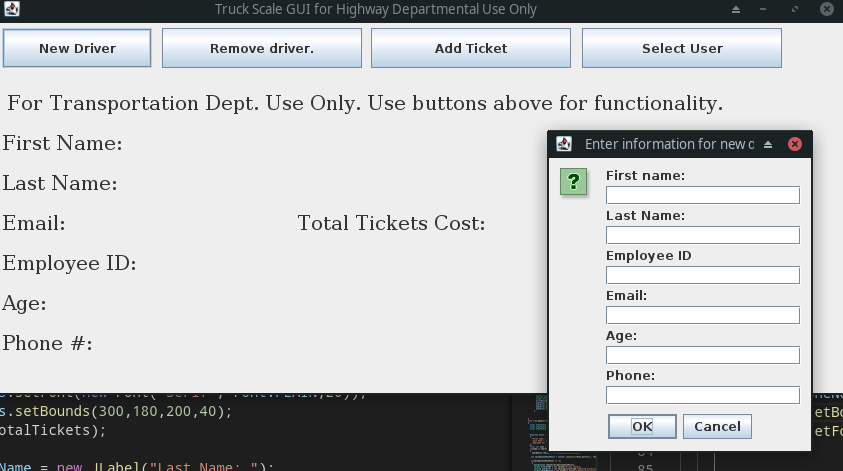 Truck Scale GUI for Highway Departmental Use Only
New Driver Remove driver. Add Ticket Select User
For Transportation Dept. Use Only. Use buttons above for functionality.
First Name:
Last Name:
Email: Total Tickets Cost:
Employee ID:
Age:
Phone #:
Enter information for new d
?
First name:
Last Name:
Employee ID
Email:
Age:
Phone:
OK Cancel
s.setBounds(300,180,200,40);
otalTickets);
Name = new JLabel("Last Name: ");
etBo
etFo
85